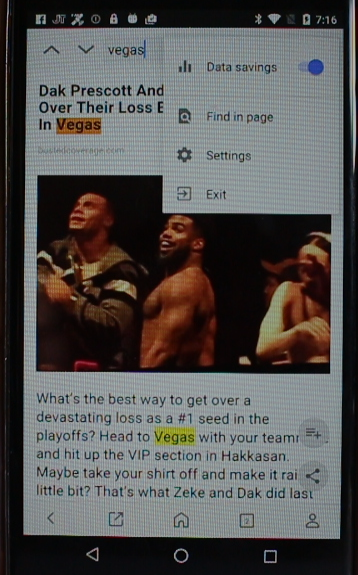 7:16
vegas
Data savings
Find in page
Settings
Exit
Dak Prescott And
Over Their Loss
In Vegas
bustedcoverage.com
What's the best way to get over a
devastating loss as a #1 seed in the
playoffs? Head to Vegas with your
and hit up the VIP section in Hakkasan.
Maybe take your shirt off and make it rai
little bit? That's what Zeke and Dak did last
2